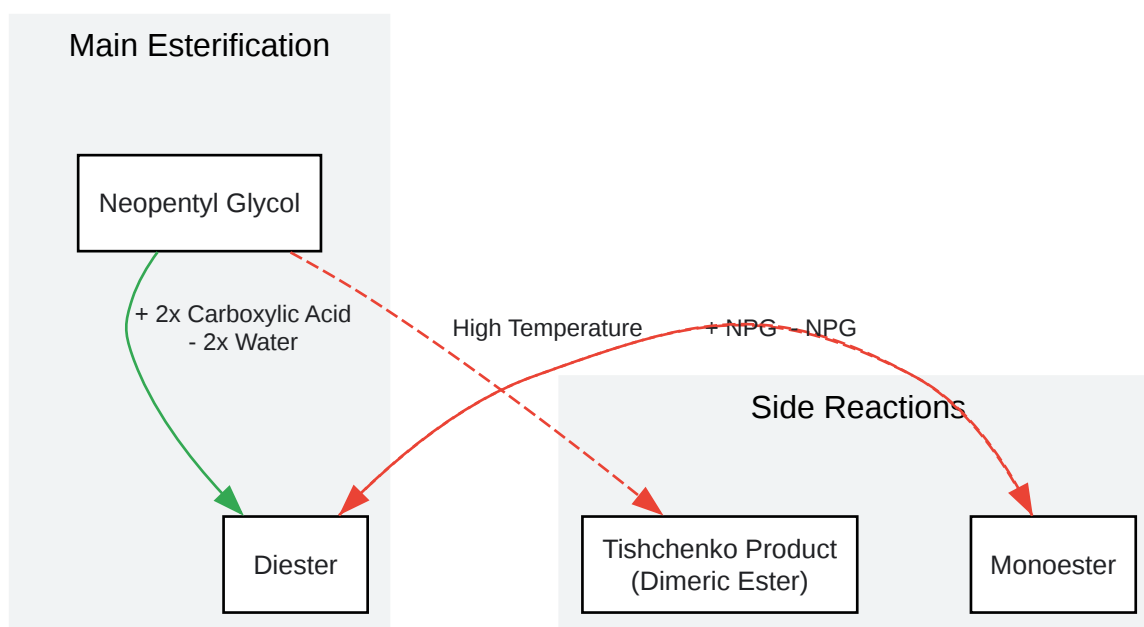 Main Esterification
Neopentyl Glycol
+ 2x Carboxylic Acid
- 2x Water
High Temperature
+ NPG
- NPG
Side Reactions
Diester
Tishchenko Product
(Dimeric Ester)
Monoester